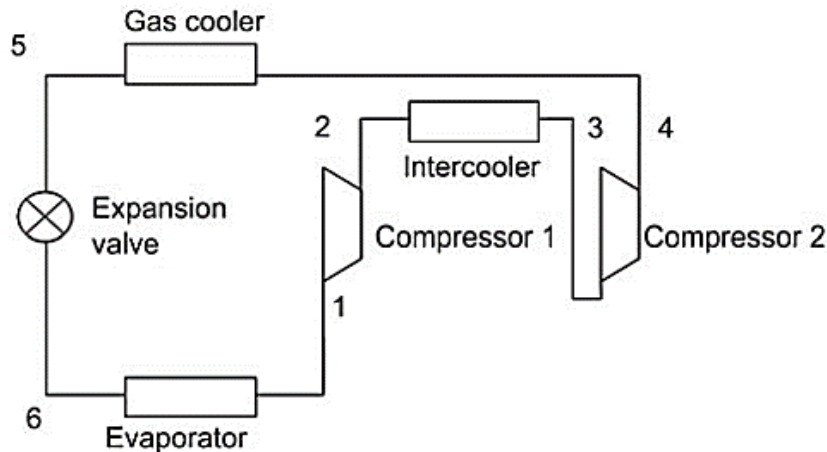 Gas cooler
5
2
3
4
Intercooler
Expansion
valve
Compressor 1
Compressor 2
1
6
Evaporator